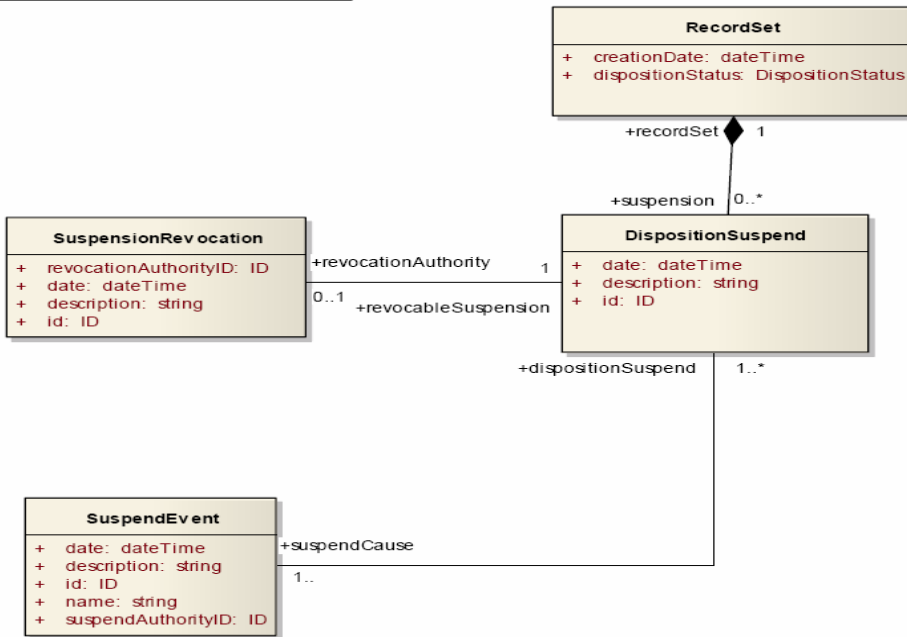 RecordSet
+ creationDate: dateTime
+ dispositionStatus: DispositionStatus
+recordSet 1
+suspension 0..*
DispositionSuspend
+ date: dateTime
+ description: string
+ id: ID
SuspensionRevocation
+ revocationAuthorityID: ID
+ date: dateTime
+ description: string
+ id: ID
+revocationAuthority 1
0..1 +revocableSuspension
+dispositionSuspend 1..*
SuspendEvent
+ date: dateTime
+ description: string
+ id: ID
+ name: string
+ suspendAuthorityID: ID
+suspendCause
1..